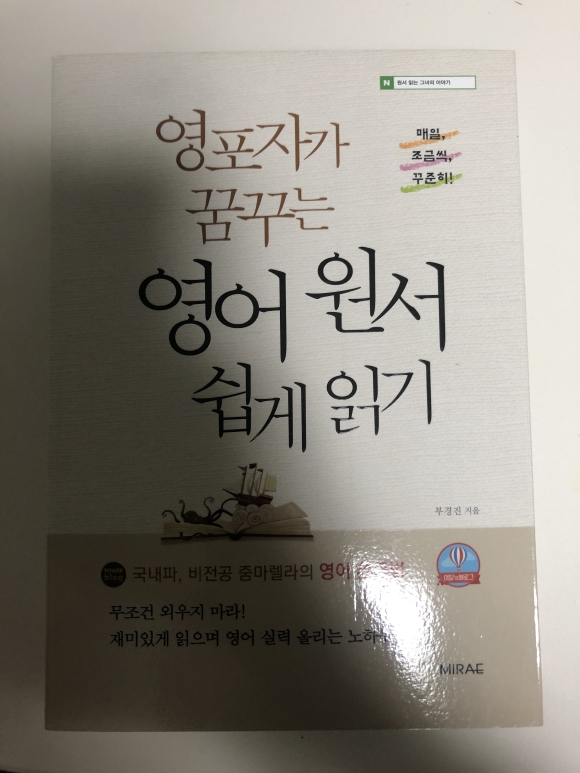 N 원서 읽는 그녀의 이야기
매일,
조금씩,
꾸준히!
영포자가
꿈꾸는
영어 원서
쉽게 읽기
부경진 지음
국내파, 비전공 줌마렐라의 영어
무조건 외우지 마라!
재미있게 읽으며 영어 실력 올리는
MIRAE